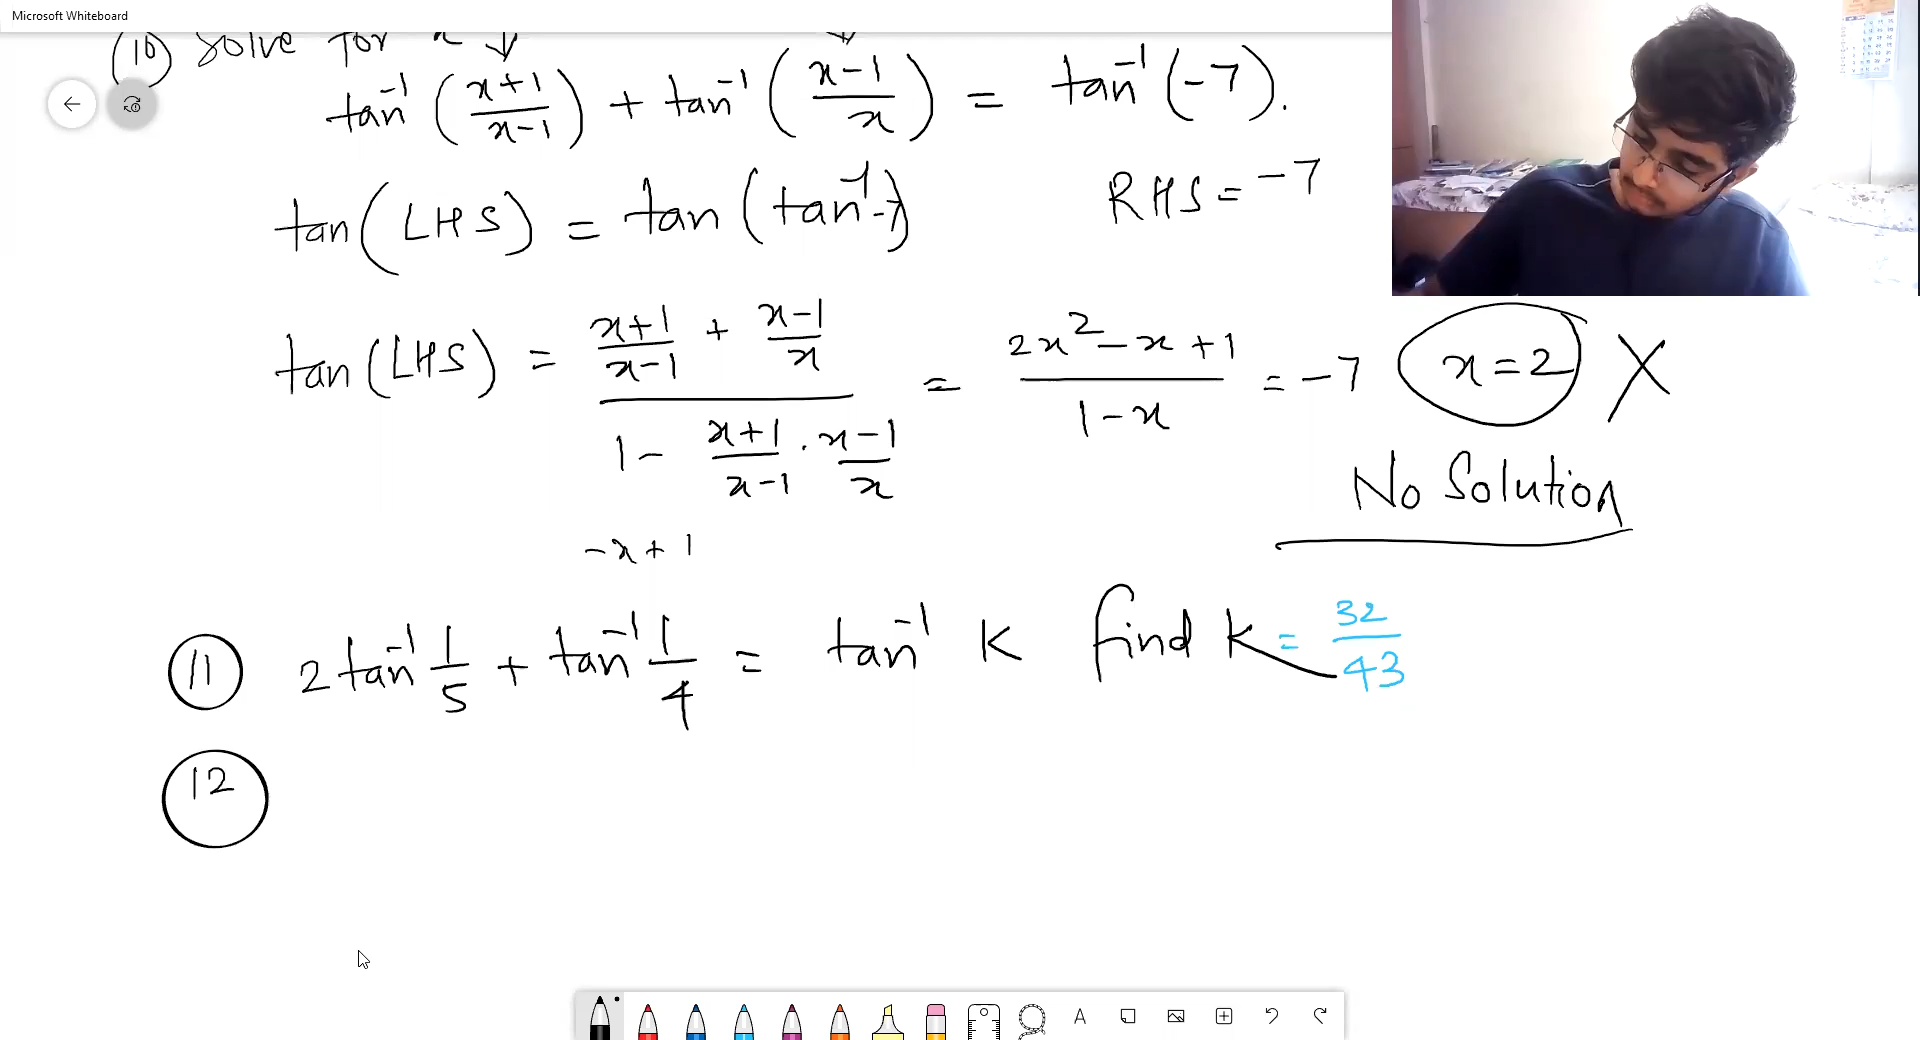 Microsoft Whiteboard
(10) Solve for x ↓
tan⁻¹ ( (x+1)/(x-1) ) + tan⁻¹ ( (x-1)/x ) = tan⁻¹ (-7).
tan (LHS) = tan (tan⁻¹ -7) RHS = -7
tan (LHS) = ( (x+1)/(x-1) + (x-1)/x ) / ( 1 - (x+1)/(x-1) . (x-1)/x ) = (2x² - x + 1)/(1-x) = -7 x = 2 X
No Solution
-x + 1
11 2 tan⁻¹ 1/5 + tan⁻¹ 1/4 = tan⁻¹ K find K = 32/43
12